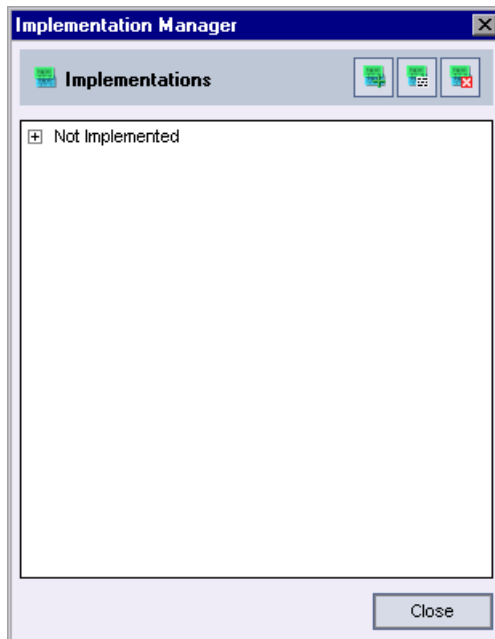 Implementation Manager
Implementations
Not Implemented
Close